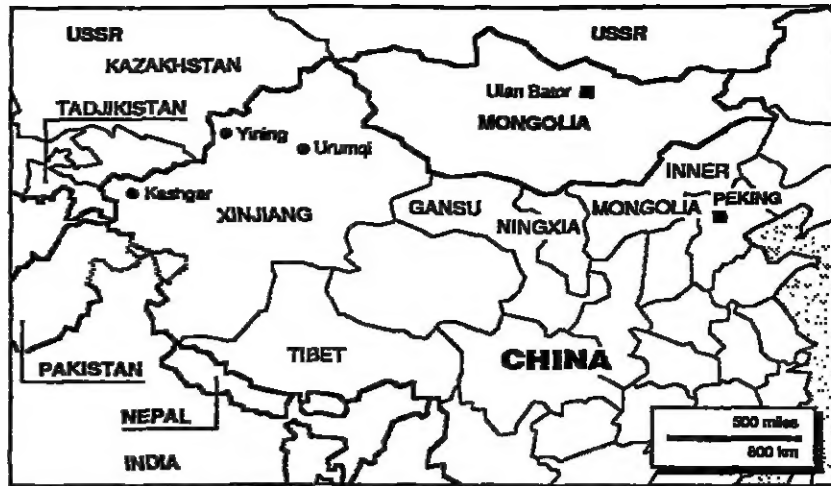 USSR
USSR
KAZAKHSTAN
Ulan Bator
TADJIKISTAN
MONGOLIA
Yining
Urumqi
INNER
Kashgar
XINJIANG
GANSU
MONGOLIA
PEKING
NINGXIA
TIBET
CHINA
PAKISTAN
NEPAL
500 miles
800 km
INDIA